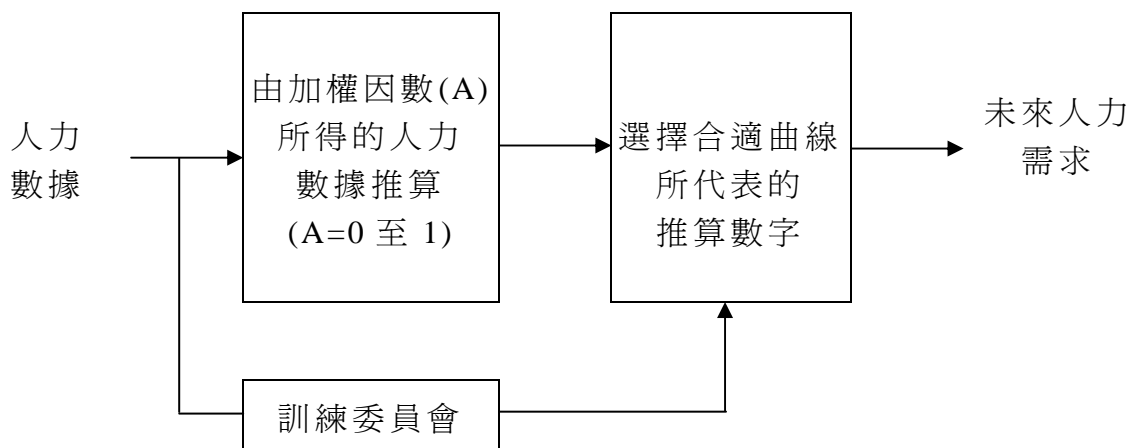 人力
數據
由加權因數(A)
所得的人力
數據推算
(A=0 至 1)
選擇合適曲線
所代表的
推算數字
未來人力
需求
訓練委員會